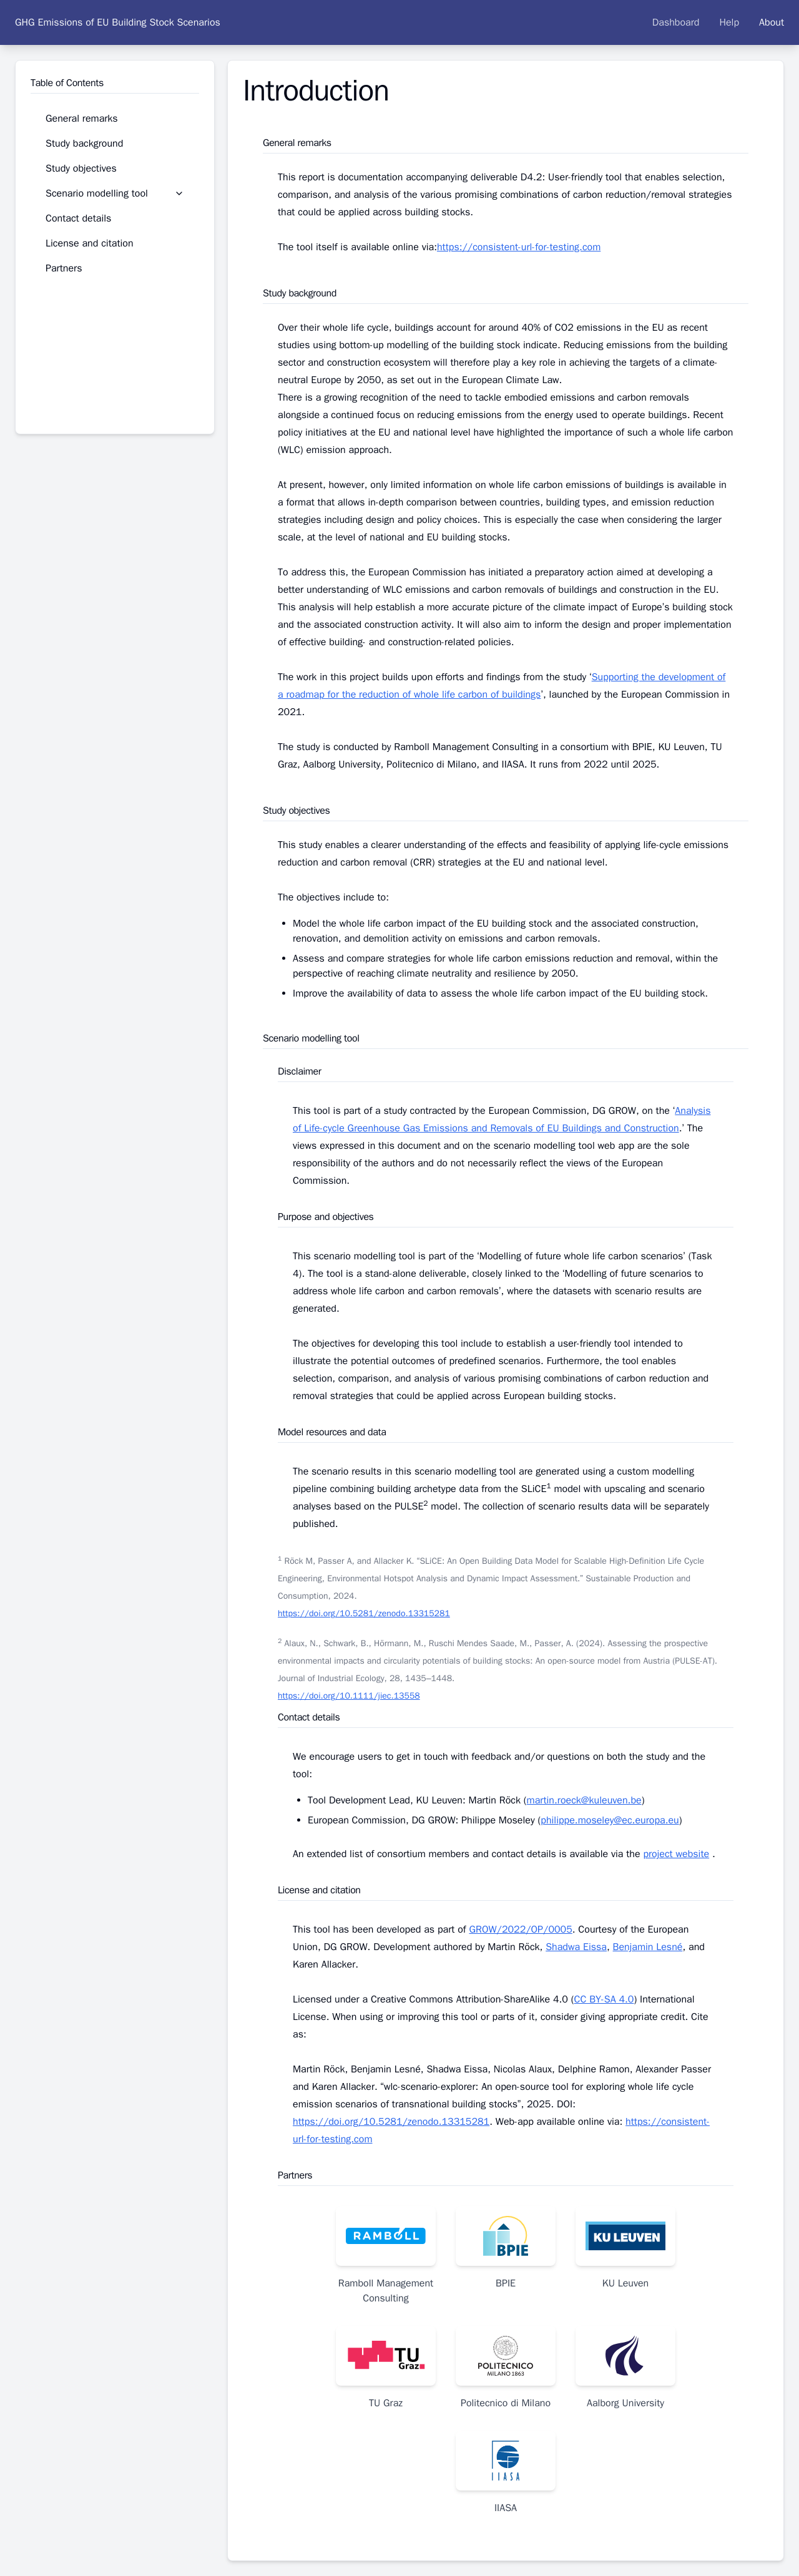 GHG Emissions of EU Building Stock Scenarios
Dashboard Help About
Table of Contents
General remarks
Study background
Study objectives
Scenario modelling tool
Contact details
License and citation
Partners
Introduction
General remarks
This report is documentation accompanying deliverable D4.2: User-friendly tool that enables selection,
comparison, and analysis of the various promising combinations of carbon reduction/removal strategies
that could be applied across building stocks.
The tool itself is available online via:https://consistent-url-for-testing.com
Study background
Over their whole life cycle, buildings account for around 40% of CO2 emissions in the EU as recent
studies using bottom-up modelling of the building stock indicate. Reducing emissions from the building
sector and construction ecosystem will therefore play a key role in achieving the targets of a climate-
neutral Europe by 2050, as set out in the European Climate Law.
There is a growing recognition of the need to tackle embodied emissions and carbon removals
alongside a continued focus on reducing emissions from the energy used to operate buildings. Recent
policy initiatives at the EU and national level have highlighted the importance of such a whole life carbon
(WLC) emission approach.
At present, however, only limited information on whole life carbon emissions of buildings is available in
a format that allows in-depth comparison between countries, building types, and emission reduction
strategies including design and policy choices. This is especially the case when considering the larger
scale, at the level of national and EU building stocks.
To address this, the European Commission has initiated a preparatory action aimed at developing a
better understanding of WLC emissions and carbon removals of buildings and construction in the EU.
This analysis will help establish a more accurate picture of the climate impact of Europe's building stock
and the associated construction activity. It will also aim to inform the design and proper implementation
of effective building- and construction-related policies.
The work in this project builds upon efforts and findings from the study 'Supporting the development of
a roadmap for the reduction of whole life carbon of buildings', launched by the European Commission in
2021.
The study is conducted by Ramboll Management Consulting in a consortium with BPIE, KU Leuven, TU
Graz, Aalborg University, Politecnico di Milano, and IIASA. It runs from 2022 until 2025.
Study objectives
This study enables a clearer understanding of the effects and feasibility of applying life-cycle emissions
reduction and carbon removal (CRR) strategies at the EU and national level.
The objectives include to:
• Model the whole life carbon impact of the EU building stock and the associated construction,
renovation, and demolition activity on emissions and carbon removals.
• Assess and compare strategies for whole life carbon emissions reduction and removal, within the
perspective of reaching climate neutrality and resilience by 2050.
• Improve the availability of data to assess the whole life carbon impact of the EU building stock.
Scenario modelling tool
Disclaimer
This tool is part of a study contracted by the European Commission, DG GROW, on the 'Analysis
of Life-cycle Greenhouse Gas Emissions and Removals of EU Buildings and Construction.' The
views expressed in this document and on the scenario modelling tool web app are the sole
responsibility of the authors and do not necessarily reflect the views of the European
Commission.
Purpose and objectives
This scenario modelling tool is part of the 'Modelling of future whole life carbon scenarios' (Task
4). The tool is a stand-alone deliverable, closely linked to the 'Modelling of future scenarios to
address whole life carbon and carbon removals', where the datasets with scenario results are
generated.
The objectives for developing this tool include to establish a user-friendly tool intended to
illustrate the potential outcomes of predefined scenarios. Furthermore, the tool enables
selection, comparison, and analysis of various promising combinations of carbon reduction and
removal strategies that could be applied across European building stocks.
Model resources and data
The scenario results in this scenario modelling tool are generated using a custom modelling
pipeline combining building archetype data from the SLiCE1 model with upscaling and scenario
analyses based on the PULSE2 model. The collection of scenario results data will be separately
published.
1 Röck M, Passer A, and Allacker K. "SLiCE: An Open Building Data Model for Scalable High-Definition Life Cycle
Engineering, Environmental Hotspot Analysis and Dynamic Impact Assessment." Sustainable Production and
Consumption, 2024.
https://doi.org/10.5281/zenodo.13315281
2 Alaux, N., Schwark, B., Hörmann, M., Ruschi Mendes Saade, M., Passer, A. (2024). Assessing the prospective
environmental impacts and circularity potentials of building stocks: An open-source model from Austria (PULSE-AT).
Journal of Industrial Ecology, 28, 1435–1448.
https://doi.org/10.1111/jiec.13558
Contact details
We encourage users to get in touch with feedback and/or questions on both the study and the
tool:
• Tool Development Lead, KU Leuven: Martin Röck (martin.roeck@kuleuven.be)
• European Commission, DG GROW: Philippe Moseley (philippe.moseley@ec.europa.eu)
An extended list of consortium members and contact details is available via the project website .
License and citation
This tool has been developed as part of GROW/2022/OP/0005. Courtesy of the European
Union, DG GROW. Development authored by Martin Röck, Shadwa Eissa, Benjamin Lesné, and
Karen Allacker.
Licensed under a Creative Commons Attribution-ShareAlike 4.0 (CC BY-SA 4.0) International
License. When using or improving this tool or parts of it, consider giving appropriate credit. Cite
as:
Martin Röck, Benjamin Lesné, Shadwa Eissa, Nicolas Alaux, Delphine Ramon, Alexander Passer
and Karen Allacker. "wlc-scenario-explorer: An open-source tool for exploring whole life cycle
emission scenarios of transnational building stocks", 2025. DOI:
https://doi.org/10.5281/zenodo.13315281. Web-app available online via: https://consistent-
url-for-testing.com
Partners
RAMBOLL BPIE KU LEUVEN
Ramboll Management
Consulting
BPIE
KU Leuven
TU
Graz
POLITECNICO
MILANO 1863
TU Graz
Politecnico di Milano
Aalborg University
IIASA
IIASA